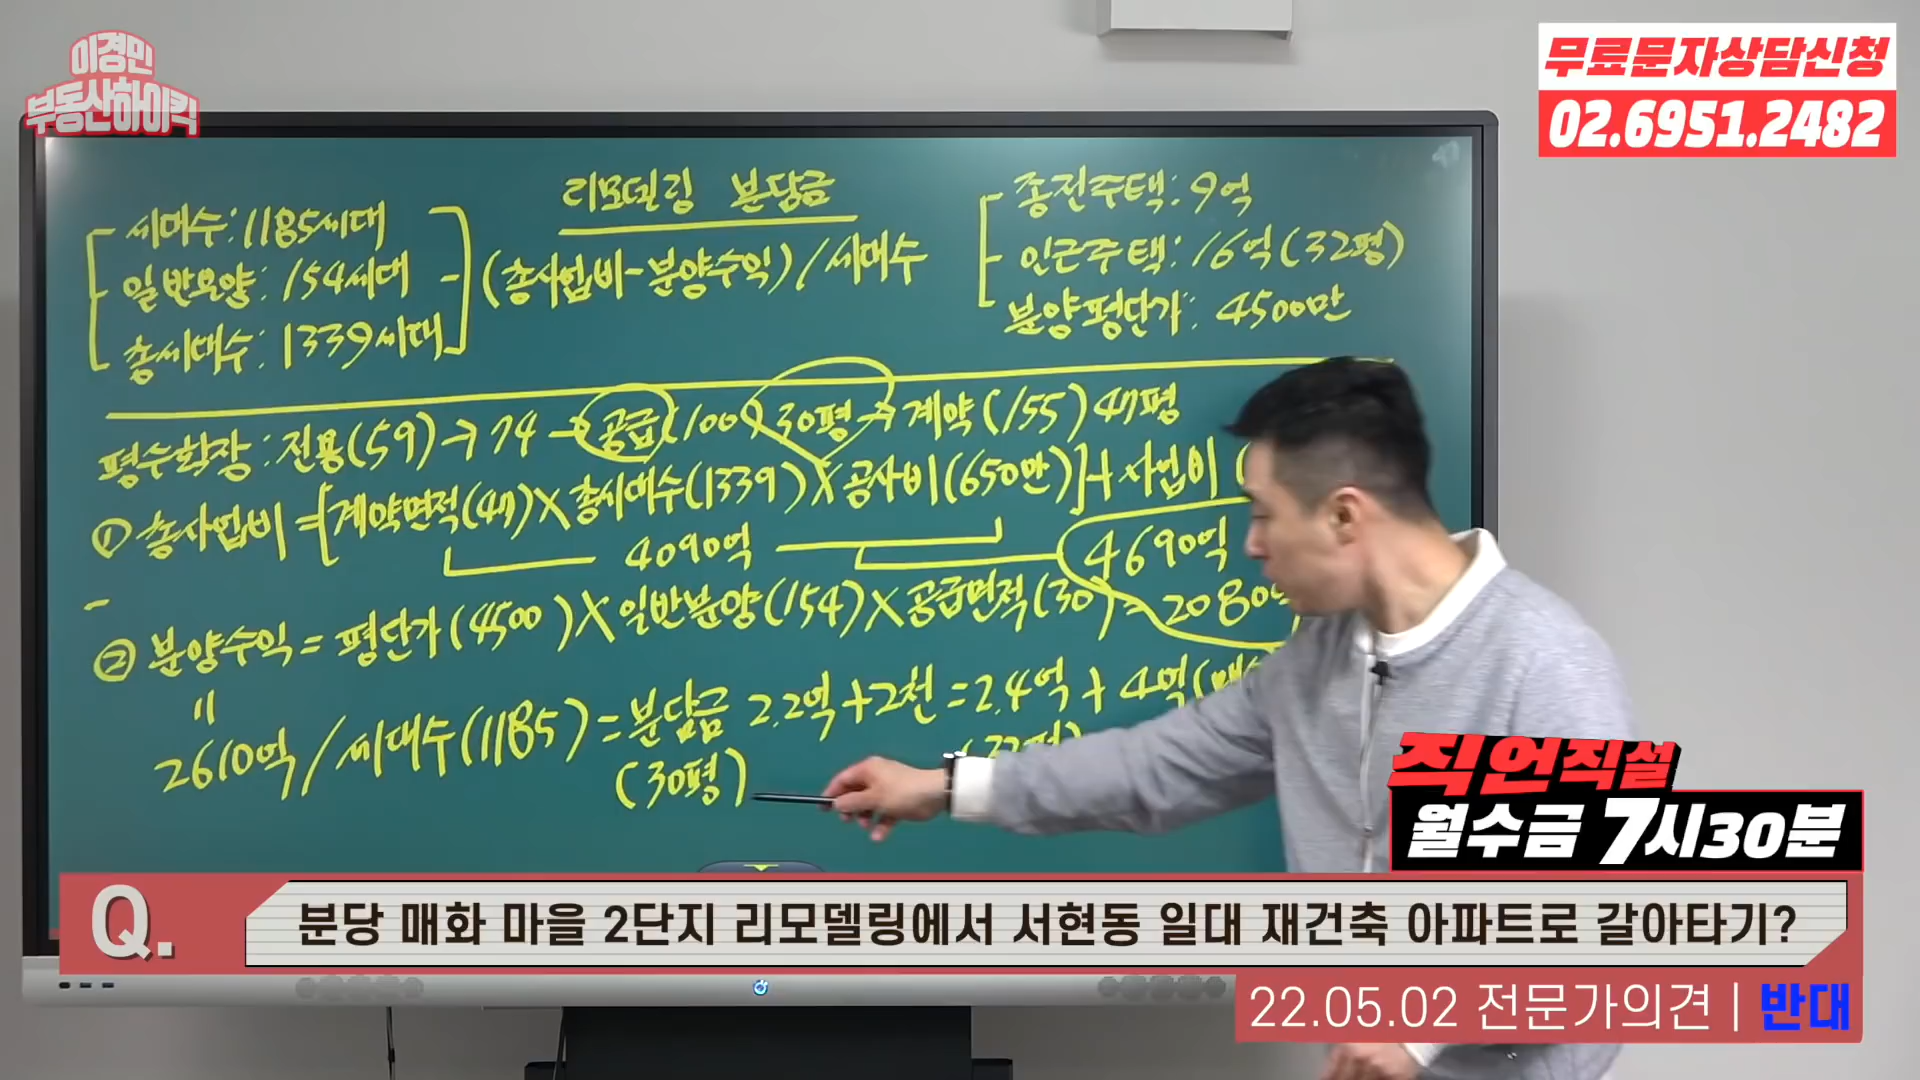 이경민
부동산하이킥
무료문자상담신청
02.6951.2482
리모델링 분담금
세대수: 1185세대
일반분양: 154세대
총세대수: 1339세대
(총사업비-분양수익)/세대수
종전주택: 9억
인근주택: 16억(32평)
분양평단가: 4500만
평수확장: 전용(59)→74→공급(100) 30평→계약(155) 47평
① 총사업비=[계약면적(47)X총세대수(1339)X공사비(650만)]+사업비(
4090억
4690억
-
② 분양수익=평단가(4500)X일반분양(154)X공급면적(30)=2080억
=
2610억/세대수(1185)=분담금 2.2억+2천=2.4억+4억(
(30평)
직언직설
월수금 7시30분
Q. 분당 매화 마을 2단지 리모델링에서 서현동 일대 재건축 아파트로 갈아타기?
22.05.02 전문가의견 | 반대